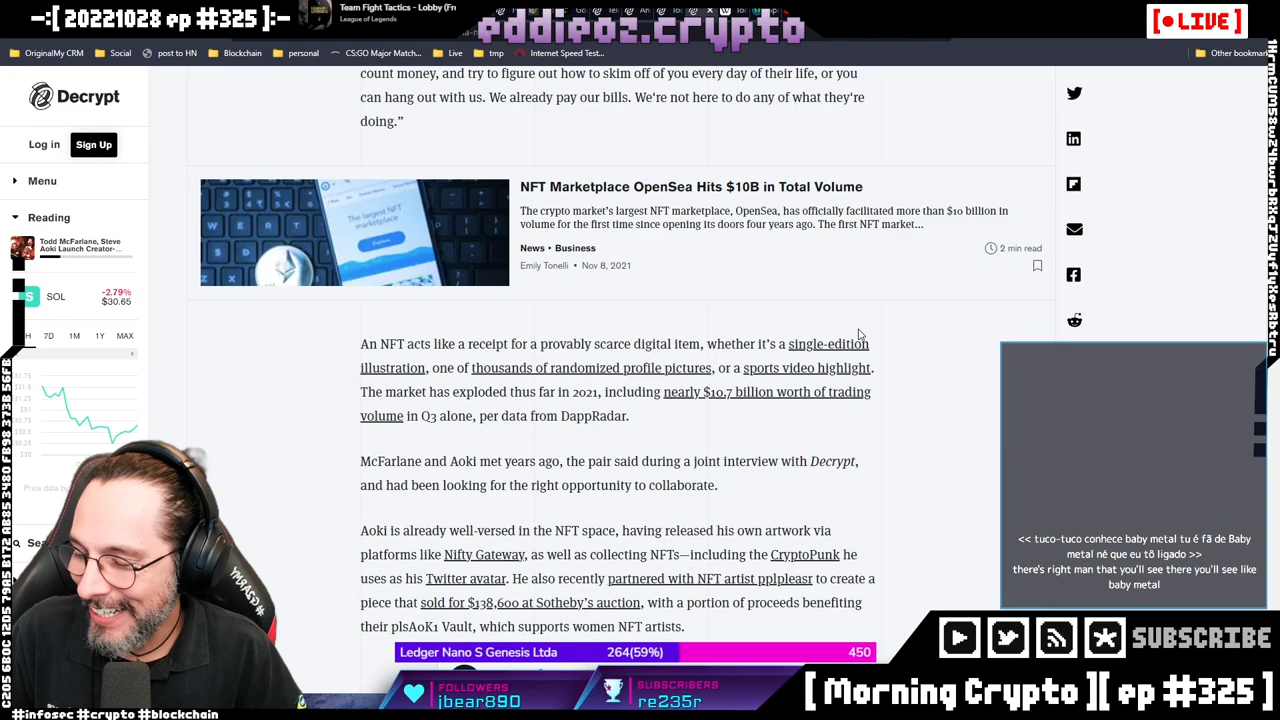 -:[ 20221028 ep #325 ]:-
Team Fight Tactics - Lobby (Fr
League of Legends
eddieoz.crypto
[● LIVE ]
OriginalMy CRM
Social
post to HN
Blockchain
personal
CS:GO Major Match...
Live
tmp
Internet Speed Test...
Other bookmar
Decrypt
Log in
Sign Up
Menu
Reading
Todd McFarlane, Steve
Aoki Launch Creator-...
SOL
-2.79%
$30.65
H
7D
1M
1Y
MAX
$31.5
$31
$30.5
$30.25
Price data by
Sea
count money, and try to figure out how to skim off of you every day of their life, or you
can hang out with us. We already pay our bills. We're not here to do any of what they're
doing.”
The largest NFT
marketplace
Explore
NFT Marketplace OpenSea Hits $10B in Total Volume
The crypto market's largest NFT marketplace, OpenSea, has officially facilitated more than $10 billion in
volume for the first time since opening its doors four years ago. The first NFT market...
News • Business
2 min read
Emily Tonelli • Nov 8, 2021
An NFT acts like a receipt for a provably scarce digital item, whether it’s a single-edition
illustration, one of thousands of randomized profile pictures, or a sports video highlight.
The market has exploded thus far in 2021, including nearly $10.7 billion worth of trading
volume in Q3 alone, per data from DappRadar.
McFarlane and Aoki met years ago, the pair said during a joint interview with Decrypt,
and had been looking for the right opportunity to collaborate.
Aoki is already well-versed in the NFT space, having released his own artwork via
platforms like Nifty Gateway, as well as collecting NFTs—including the CryptoPunk he
uses as his Twitter avatar. He also recently partnered with NFT artist pplpleasr to create a
piece that sold for $138,600 at Sotheby’s auction, with a portion of proceeds benefiting
their plsAoK1 Vault, which supports women NFT artists.
<< tuco-tuco conhece baby metal tu é fã de Baby
metal né que eu tô ligado >>
there's right man that you'll see there you'll see like
baby metal
Ledger Nano S Genesis Ltda
264(59%)
450
FOLLOWERS
jbear890
SUBSCRIBERS
re235r
SUBSCRIBE
[ Morning Crypto ][ ep #325 ]
#infosec #crypto #blockchain